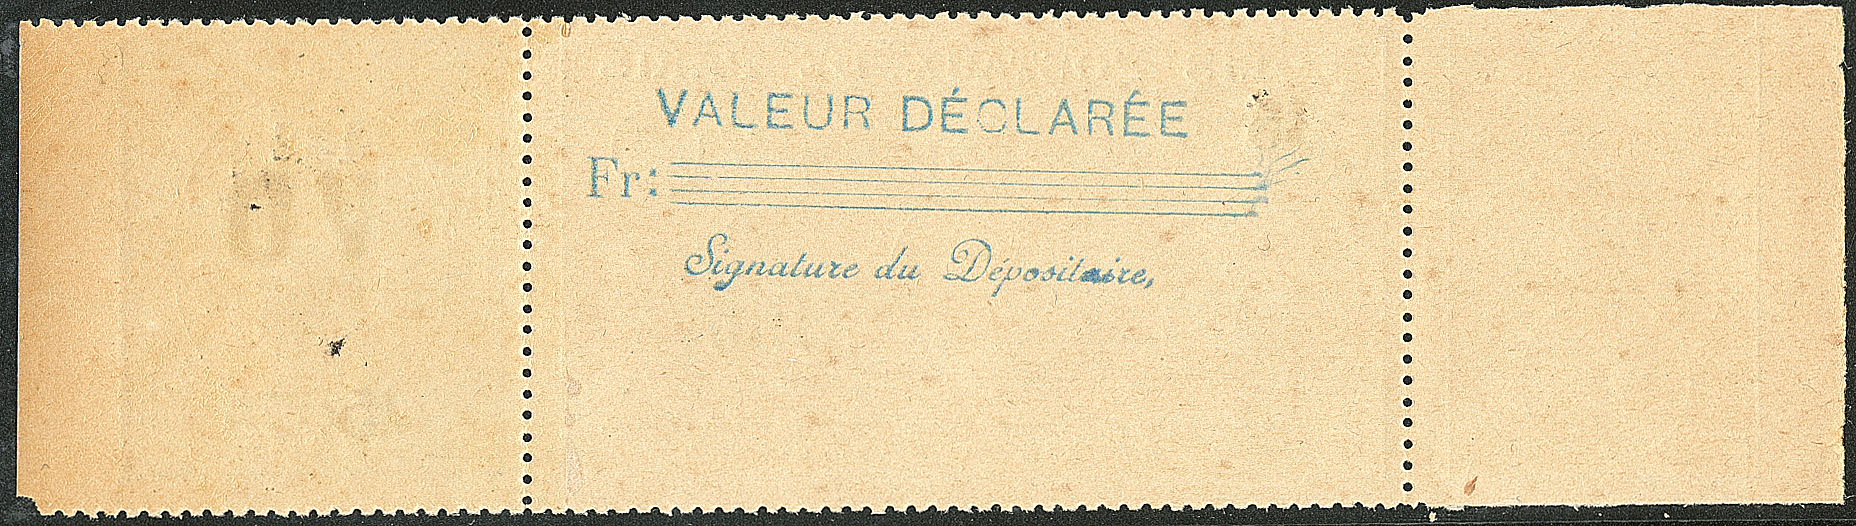 VALEUR DÉCLARÉE
Fr:
Signature du Dépositaire,